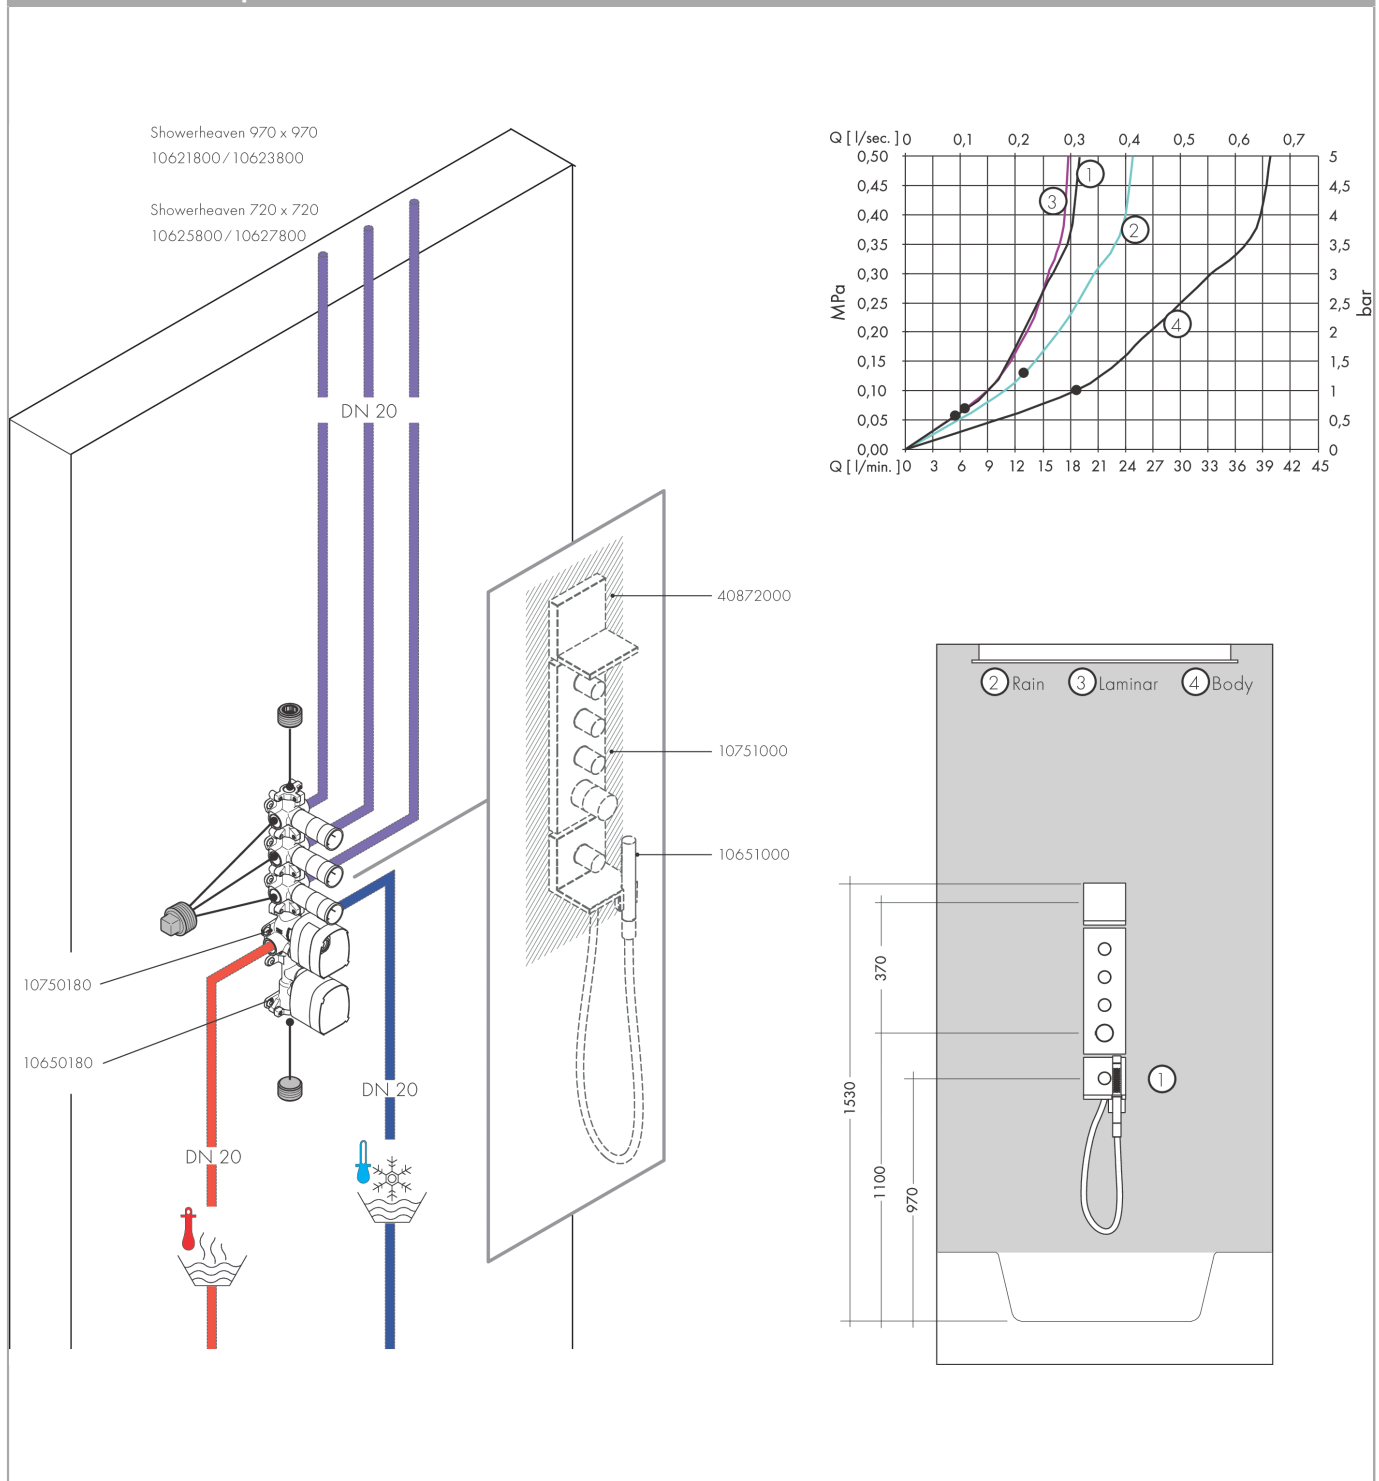 Showerheaven 970 x 970
10621800 / 10623800
Showerheaven 720 x 720
10625800 / 10627800
DN 20
40872000
10751000
10651000
10750180
10650180
DN 20
DN 20
Q [ l/sec. ] 0 0,1 0,2 0,3 0,4 0,5 0,6 0,7
0,50 5
0,45 4,5
0,40 4
0,35 3,5
0,30 3
0,25 2,5
0,20 2
0,15 1,5
0,10 1
0,05 0,5
0,00 0
MPa
bar
1
3
2
4
Q [ l/min. ] 0 3 6 9 12 15 18 21 24 27 30 33 36 39 42 45
2 Rain 3 Laminar 4 Body
370
1
1530
1100
970